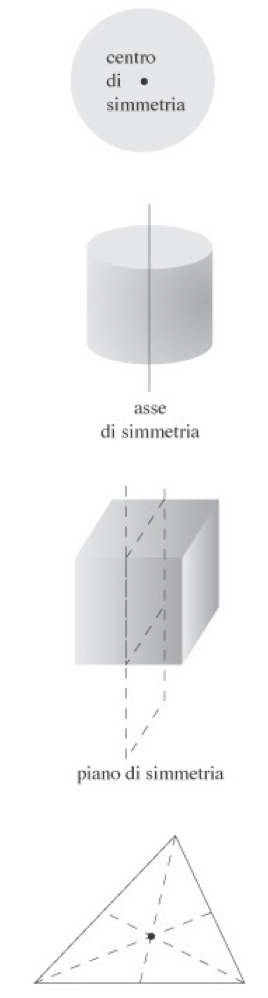 centro
di
simmetria
asse
di simmetria
piano di simmetria